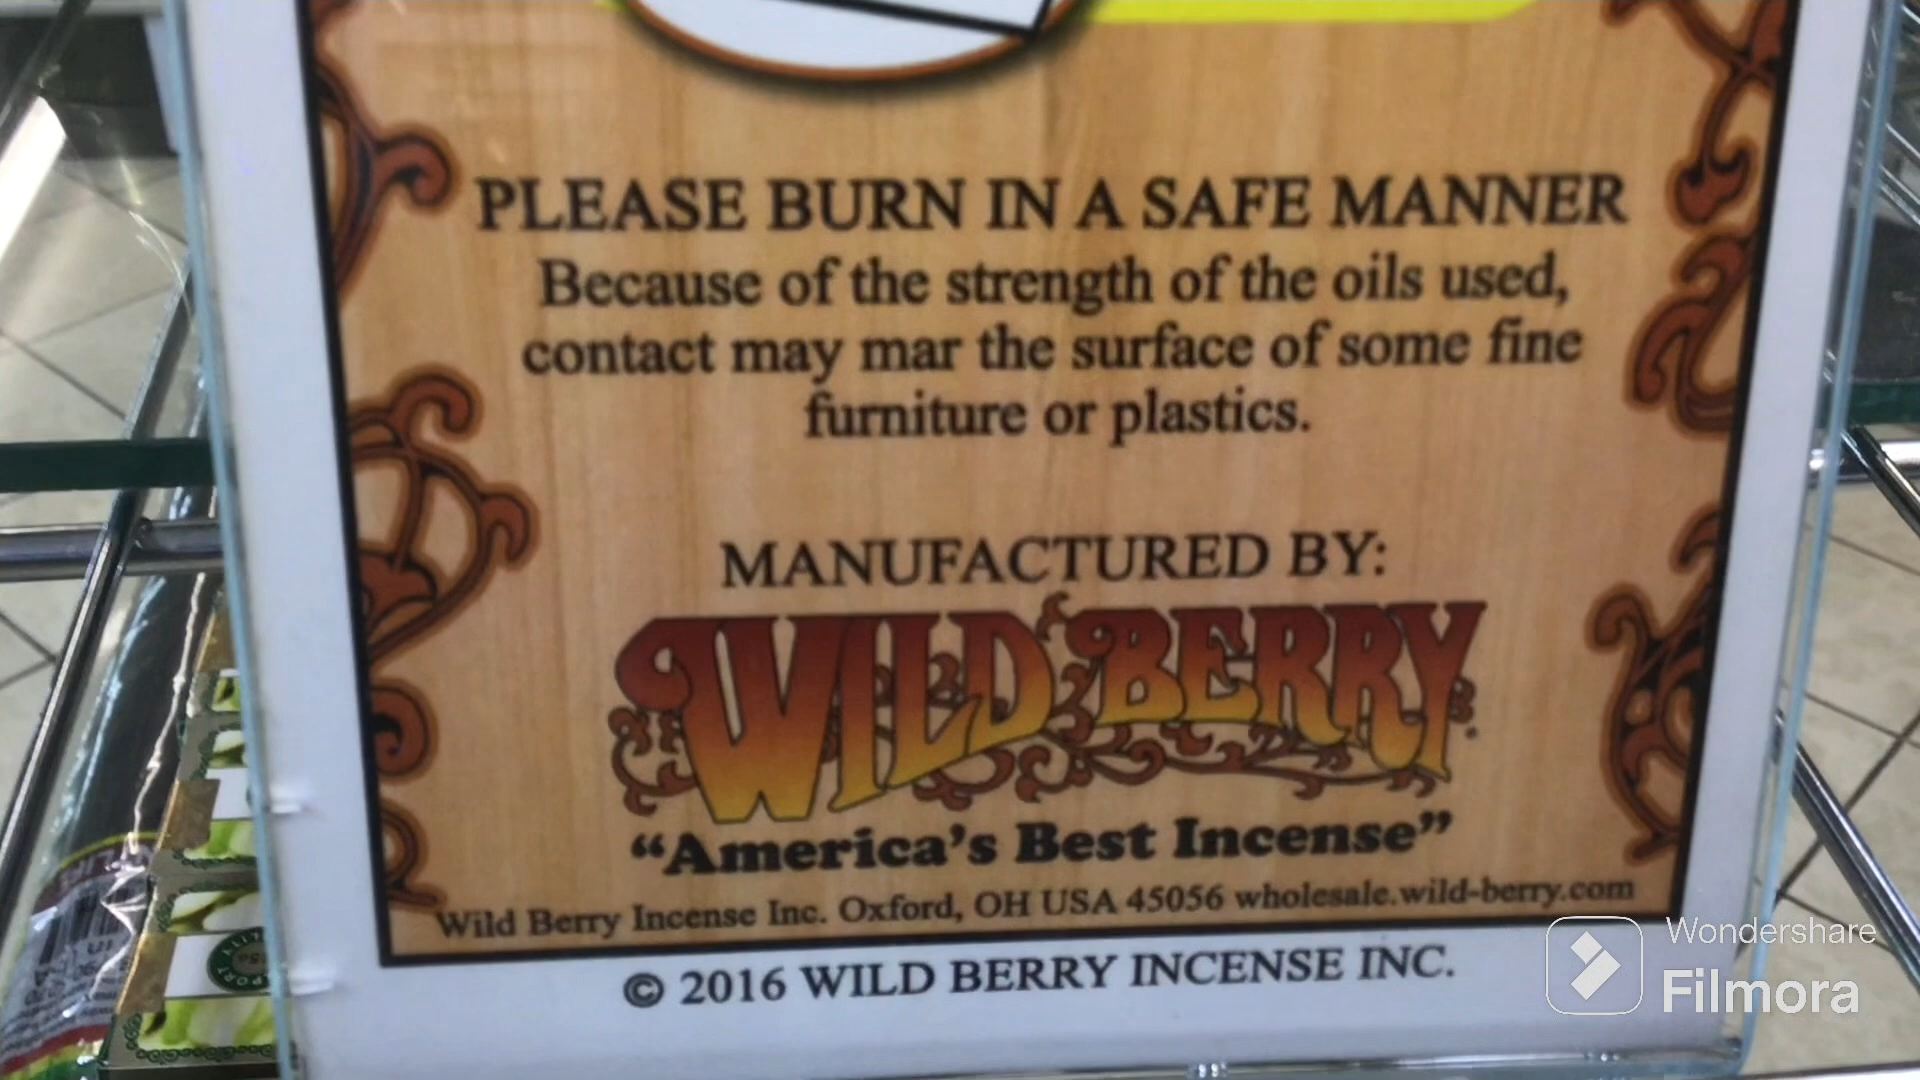 PLEASE BURN IN A SAFE MANNER
Because of the strength of the oils used,
contact may mar the surface of some fine
furniture or plastics.
MANUFACTURED BY:
WILD BERRY
“America's Best Incense”
Wild Berry Incense Inc. Oxford, OH USA 45056 wholesale.wild-berry.com
© 2016 WILD BERRY INCENSE INC.
Wondershare
Filmora